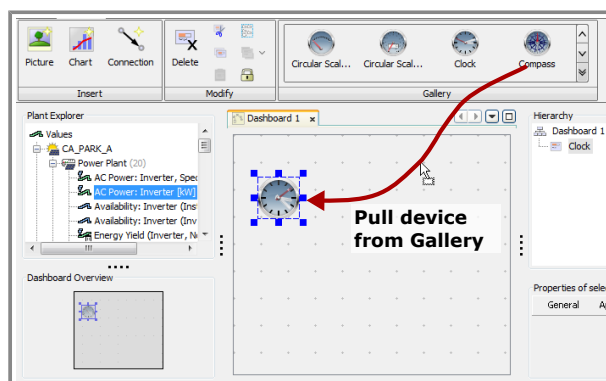 Picture
Chart
Connection
Delete
Circular Scal...
Circular Scal...
Clock
Compass
Insert
Modify
Gallery
Plant Explorer
Dashboard 1
Hierarchy
Values
CA_PARK_A
Power Plant (20)
AC Power: Inverter, Spec
AC Power: Inverter [kW]
Availability: Inverter (Ins
Availability: Inverter (Inv
Energy Yield (Inverter, N
Dashboard 1
Clock
Pull device
from Gallery
Dashboard Overview
Properties of selec
General